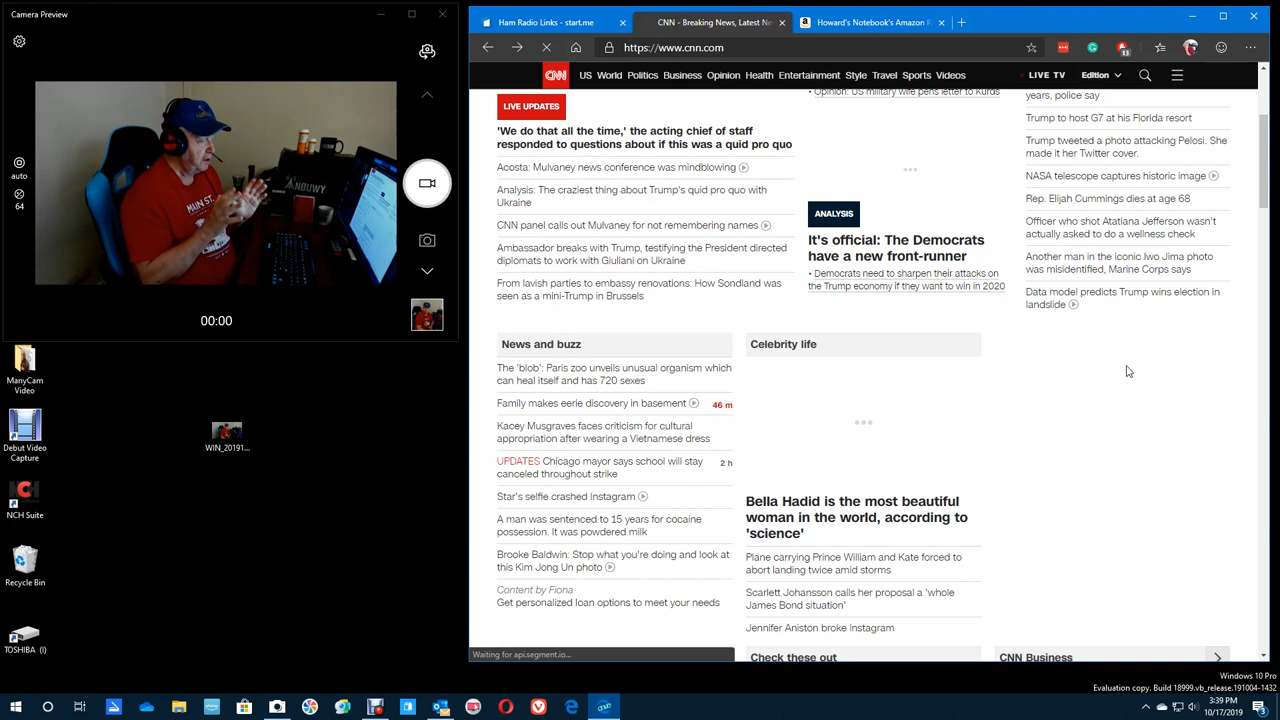 Camera Preview
auto
64
00:00
ManyCam
Video
Debut Video
Capture
NCH Suite
Recycle Bin
TOSHIBA (I)
WIN_20191...
MAIN ST.
Ham Radio Links - start.me
CNN - Breaking News, Latest Ne
Howard's Notebook's Amazon P
https://www.cnn.com
11
CNN US World Politics Business Opinion Health Entertainment Style Travel Sports Videos LIVE TV Edition
LIVE UPDATES
'We do that all the time,' the acting chief of staff
responded to questions about if this was a quid pro quo
Acosta: Mulvaney news conference was mindblowing
Analysis: The craziest thing about Trump's quid pro quo with
Ukraine
CNN panel calls out Mulvaney for not remembering names
Ambassador breaks with Trump, testifying the President directed
diplomats to work with Giuliani on Ukraine
From lavish parties to embassy renovations: How Sondland was
seen as a mini-Trump in Brussels
• Opinion: US military wife pens letter to Kurds
ANALYSIS
It's official: The Democrats
have a new front-runner
• Democrats need to sharpen their attacks on
the Trump economy if they want to win in 2020
years, police say
Trump to host G7 at his Florida resort
Trump tweeted a photo attacking Pelosi. She
made it her Twitter cover.
NASA telescope captures historic image
Rep. Elijah Cummings dies at age 68
Officer who shot Atatiana Jefferson wasn't
actually asked to do a wellness check
Another man in the iconic Iwo Jima photo
was misidentified, Marine Corps says
Data model predicts Trump wins election in
landslide
News and buzz
The 'blob': Paris zoo unveils unusual organism which
can heal itself and has 720 sexes
Family makes eerie discovery in basement 46 m
Kacey Musgraves faces criticism for cultural
appropriation after wearing a Vietnamese dress
UPDATES Chicago mayor says school will stay
canceled throughout strike 2 h
Star's selfie crashed Instagram
A man was sentenced to 15 years for cocaine
possession. It was powdered milk
Brooke Baldwin: Stop what you're doing and look at
this Kim Jong Un photo
Content by Fiona
Get personalized loan options to meet your needs
Celebrity life
Bella Hadid is the most beautiful
woman in the world, according to
'science'
Plane carrying Prince William and Kate forced to
abort landing twice amid storms
Scarlett Johansson calls her proposal a 'whole
James Bond situation'
Jennifer Aniston broke Instagram
Check these out
CNN Business
Waiting for api.segment.io...
Windows 10 Pro
Evaluation copy. Build 18999.vb_release.191004-1432
3:39 PM
10/17/2019
3